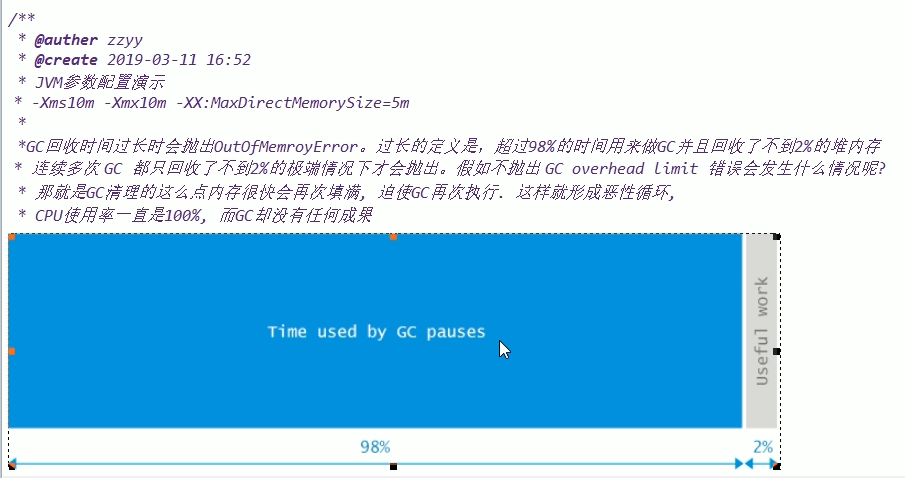 /**
* @auther zzyy
* @create 2019-03-11 16:52
* JVM参数配置演示
* -Xms10m -Xmx10m -XX:MaxDirectMemorySize=5m
*
*GC回收时间过长时会抛出OutOfMemroyError。过长的定义是，超过98%的时间用来做GC并且回收了不到2%的堆内存
* 连续多次 GC 都只回收了不到2%的极端情况下才会抛出。假如不抛出 GC overhead limit 错误会发生什么情况呢?
* 那就是GC清理的这么点内存很快会再次填满, 迫使GC再次执行. 这样就形成恶性循环,
* CPU使用率一直是100%, 而GC却没有任何成果
Time used by GC pauses
Useful work
98%
2%